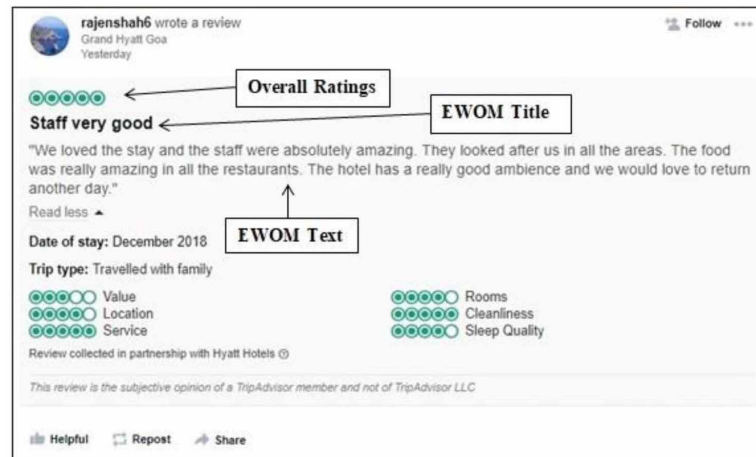 rajenshah6 wrote a review
Follow
Grand Hyatt Goa
Yesterday
Overall Ratings
EWOM Title
Staff very good
"We loved the stay and the staff were absolutely amazing. They looked after us in all the areas. The food
was really amazing in all the restaurants. The hotel has a really good ambience and we would love to return
another day."
Read less
EWOM Text
Date of stay: December 2018
Trip type: Travelled with family
Value
Rooms
Location
Cleanliness
Service
Sleep Quality
Review collected in partnership with Hyatt Hotels
This review is the subjective opinion of a TripAdvisor member and not of TripAdvisor LLC
Helpful Repost Share